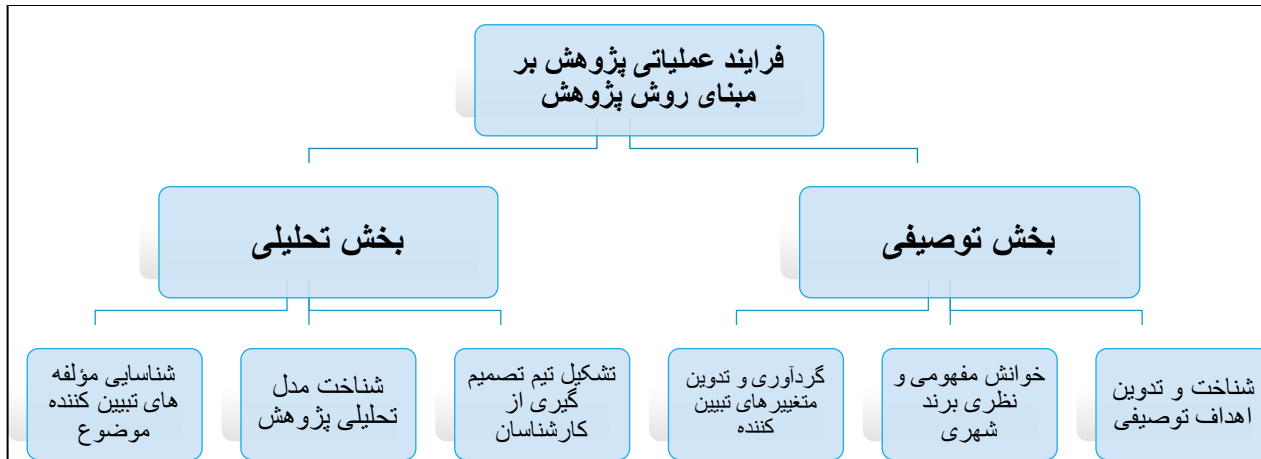 فرایند عملیاتی پژوهش بر
مبنای روش پژوهش
بخش توصیفی
بخش تحلیلی
شناخت و تدوین
اهداف توصیفی
خوانش مفهومی و
نظری برند
شهری
گردآوری و تدوین
متغییرهای تبیین
کننده
تشکیل تیم تصمیم
گیری از
کارشناسان
شناخت مدل
تحلیلی پژوهش
شناسایی مؤلفه
های تبیین کننده
موضوع